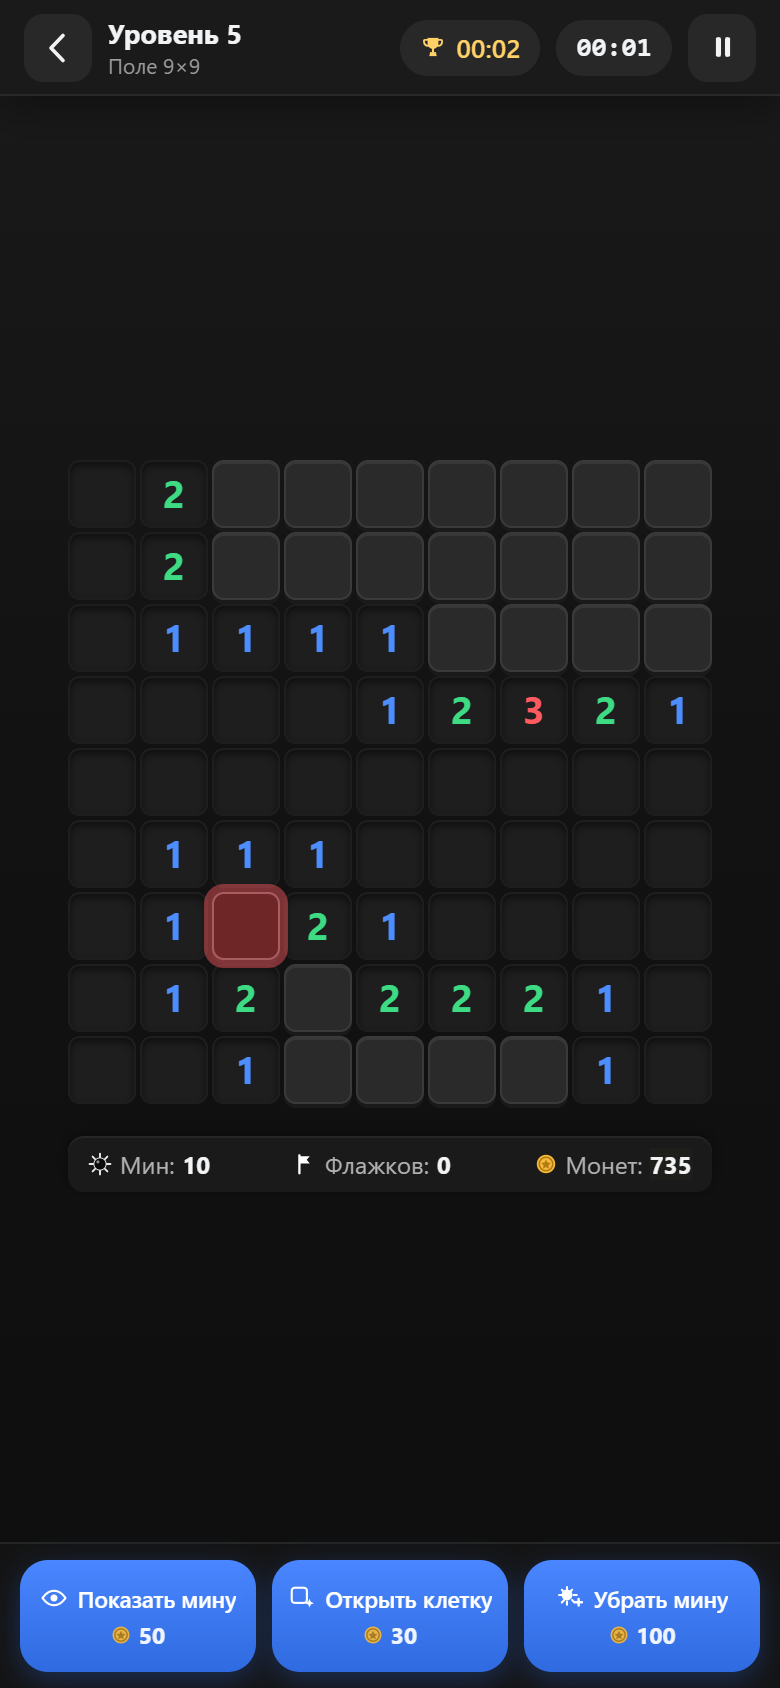 Уровень 5
Поле 9×9
00:02
00:01
2
2
1 1 1 1
1 2 3 2 1
1 1 1
1 2 1
1 2 2 2 2 1
1 1
Мин: 10 Флажков: 0 Монет: 735
Показать мину
50
Открыть клетку
30
Убрать мину
100